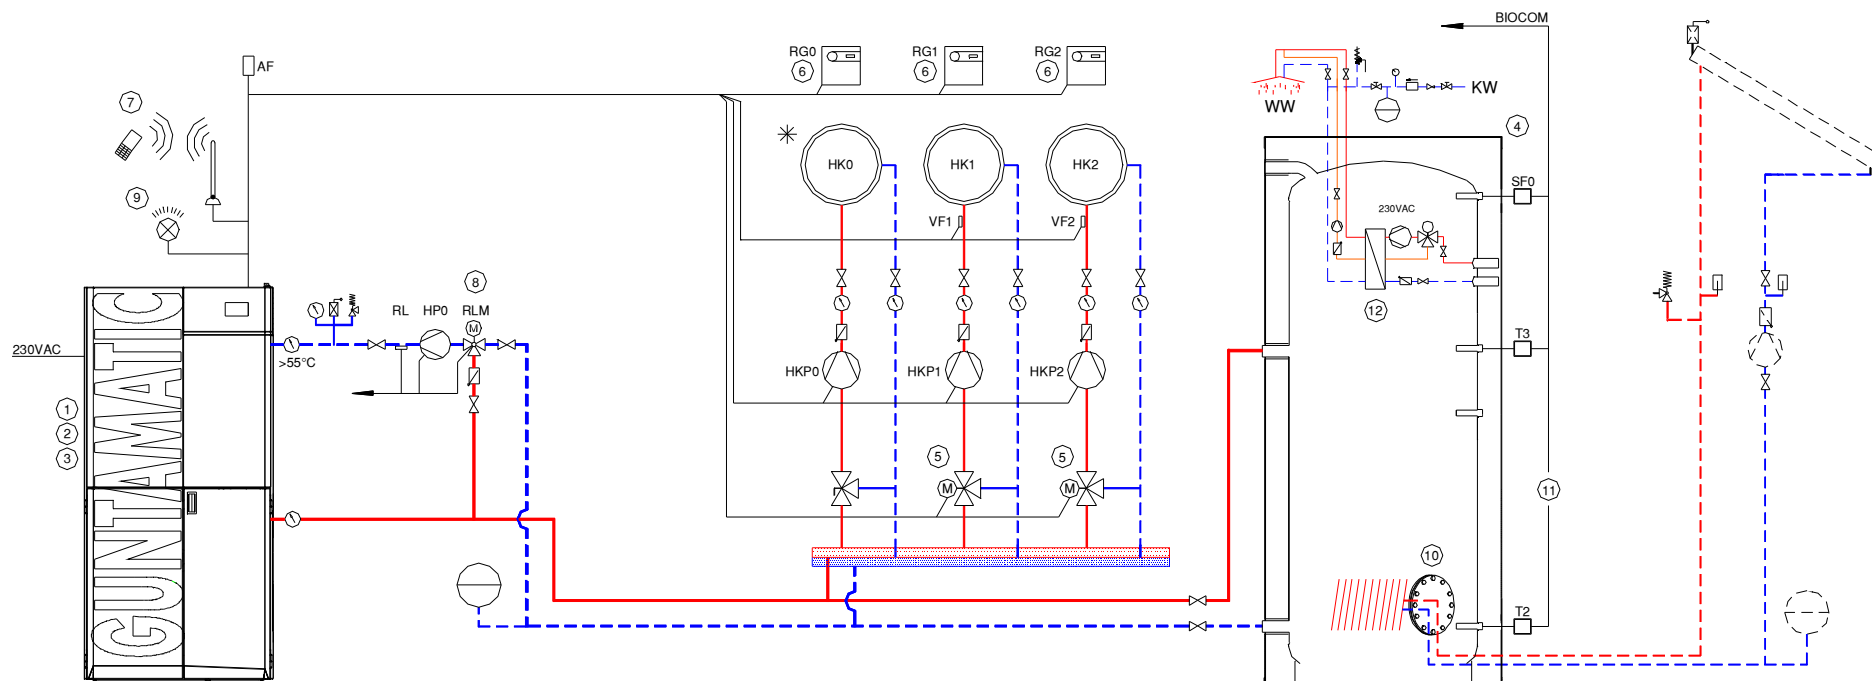 BIOCOM
RG0
RG1
RG2
6
6
6
AF
7
WW
KW
4
HK0
HK1
HK2
SF0
9
VF1
VF2
230VAC
8
RL
HP0
RLM
M
12
230VAC
>55°C
T3
HKP0
HKP1
HKP2
1
2
3
GUNTAMATIC
5
5
M
M
11
10
T2